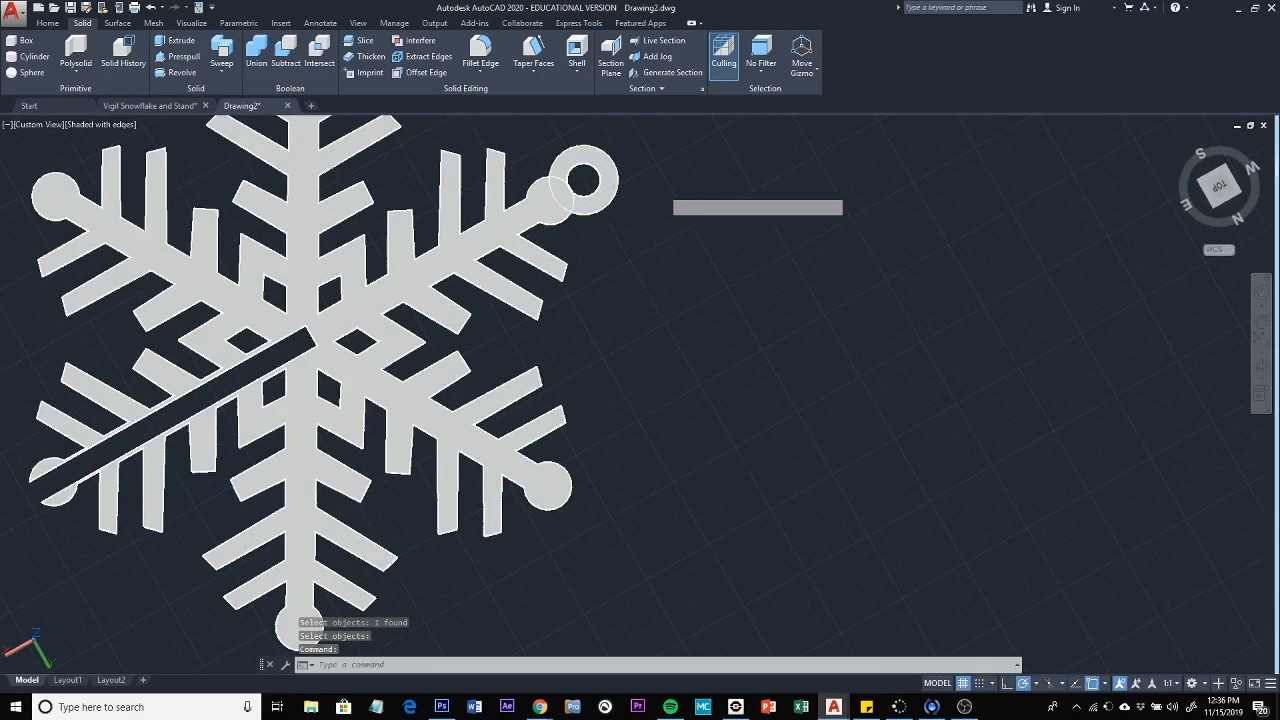 Autodesk AutoCAD 2020 - EDUCATIONAL VERSION Drawing2.dwg
Type a keyword or phrase
Sign In
Home Solid Surface Mesh Visualize Parametric Insert Annotate View Manage Output Add-ins Collaborate Express Tools Featured Apps
Box
Cylinder
Sphere
Polysolid
Solid History
Extrude
Presspull
Revolve
Sweep
Union
Subtract
Intersect
Slice
Thicken
Imprint
Interfere
Extract Edges
Offset Edge
Fillet Edge
Taper Faces
Shell
Section Plane
Live Section
Add Jog
Generate Section
Culling
No Filter
Move Gizmo
Primitive
Solid
Boolean
Solid Editing
Section
Selection
Start
Vigil Snowflake and Stand*
Drawing2*
[−][Custom View][Shaded with edges]
S
W
E
N
TOP
WCS
Select objects: 1 found
Select objects:
Command:
Type a command
Z
Y
Model Layout1 Layout2
MODEL
1:1
Type here to search
12:36 PM
11/15/2019
20